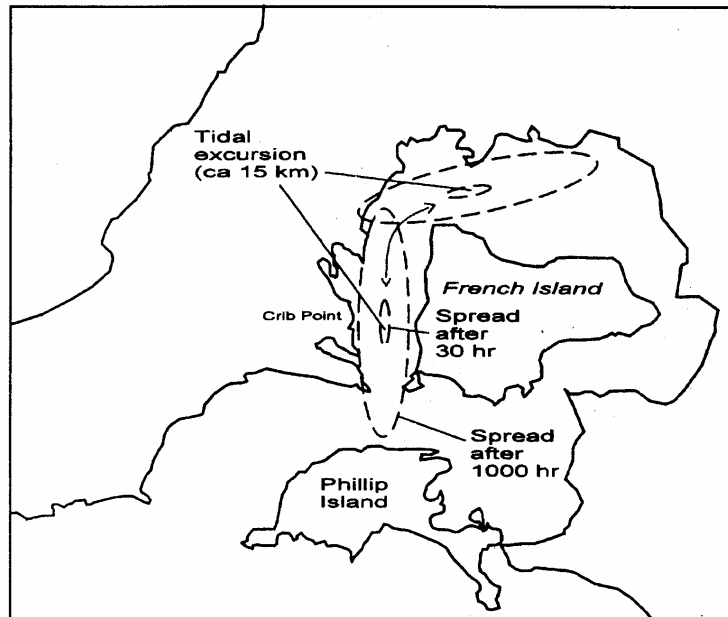 Tidal
excursion
(ca 15 km)
French Island
Crib Point
Spread
after
30 hr
Spread
after
1000 hr
Phillip
Island